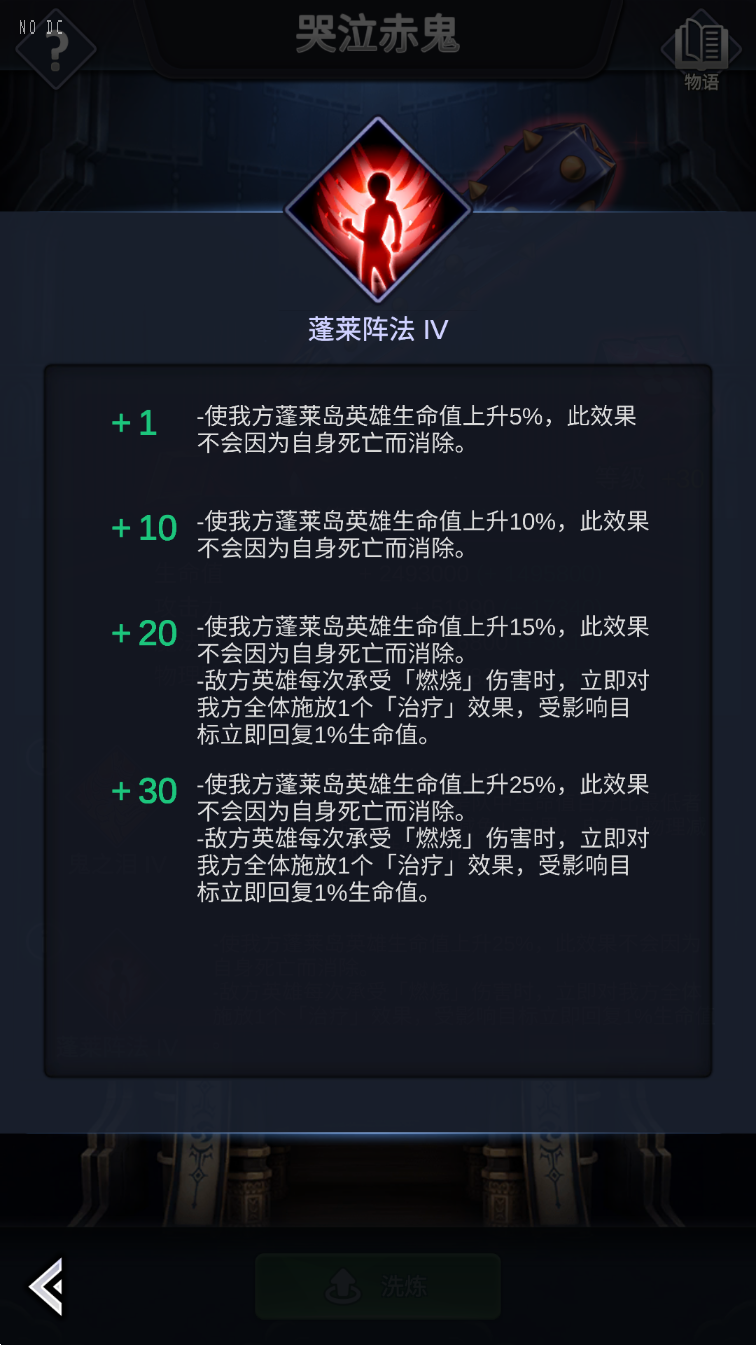 NO DC
哭泣赤鬼
?
物语
蓬莱阵法 IV
+1
-使我方蓬莱岛英雄生命值上升5%，此效果
不会因为自身死亡而消除。
+10
-使我方蓬莱岛英雄生命值上升10%，此效果
不会因为自身死亡而消除。
+20
-使我方蓬莱岛英雄生命值上升15%，此效果
不会因为自身死亡而消除。
-敌方英雄每次承受「燃烧」伤害时，立即对
我方全体施放1个「治疗」效果，受影响目
标立即回复1%生命值。
+30
-使我方蓬莱岛英雄生命值上升25%，此效果
不会因为自身死亡而消除。
-敌方英雄每次承受「燃烧」伤害时，立即对
我方全体施放1个「治疗」效果，受影响目
标立即回复1%生命值。
洗炼